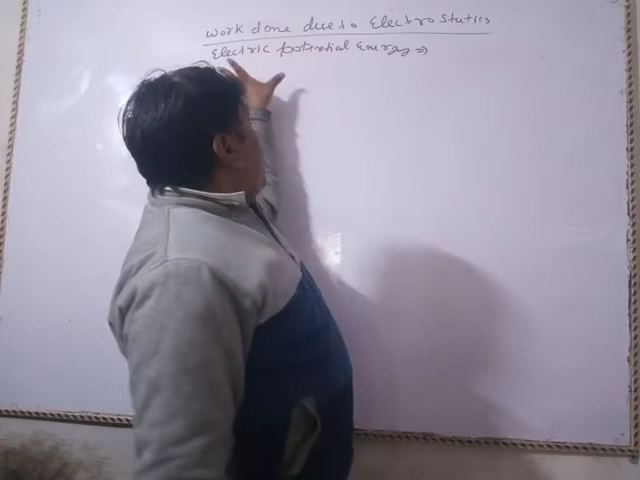 Work done due to Electrostatics
Electric potential Energy ⇒